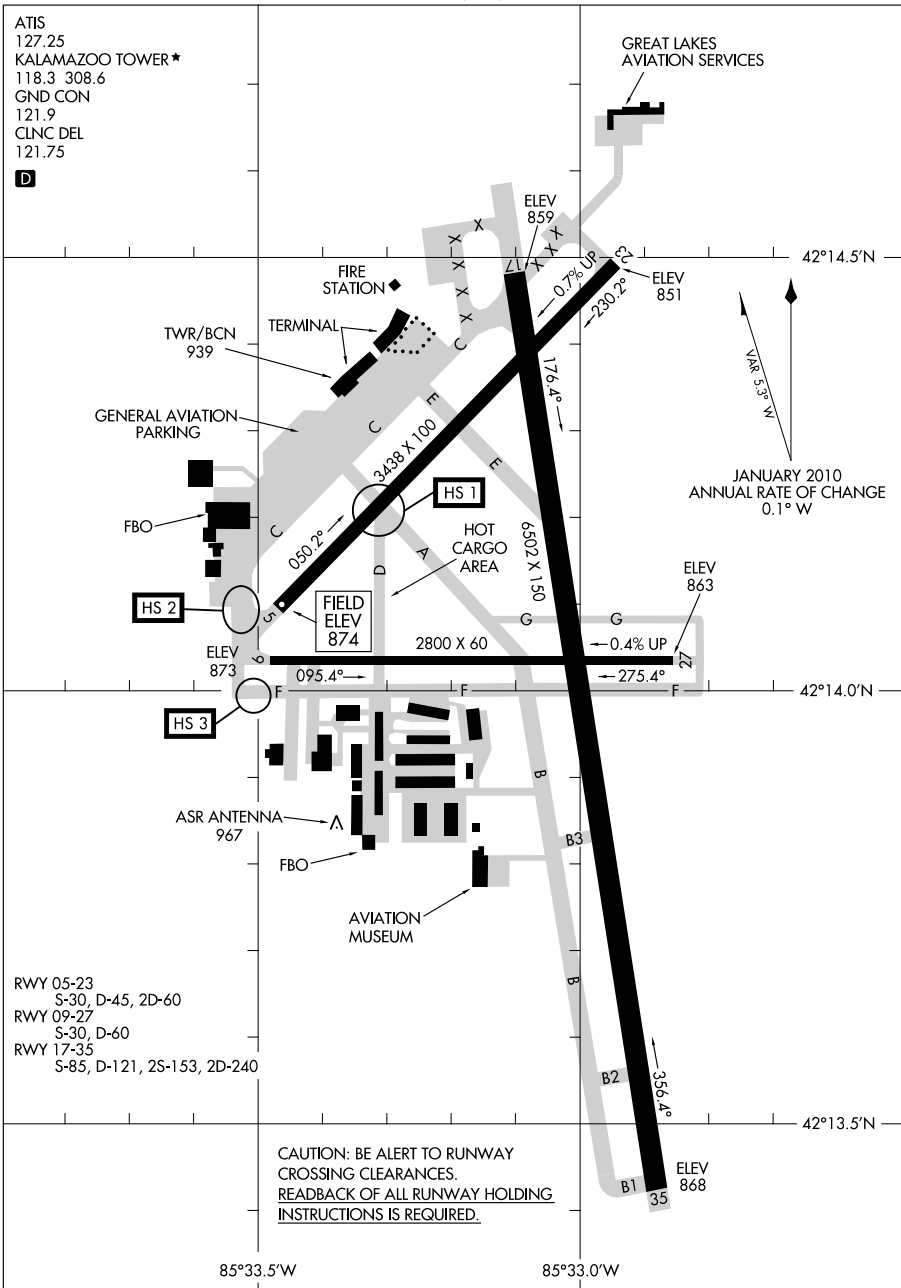 ATIS
127.25
KALAMAZOO TOWER★
118.3 308.6
GND CON
121.9
CLNC DEL
121.75
D
GREAT LAKES
AVIATION SERVICES
ELEV
859
X
X
X
X
X
X
X
X
17
23
42°14.5'N
0.7% UP
230.2°
ELEV
851
FIRE
STATION
TERMINAL
TWR/BCN
939
C
176.4°
VAR 5.3° W
GENERAL AVIATION
PARKING
E
C
3438 X 100
E
JANUARY 2010
ANNUAL RATE OF CHANGE
0.1° W
HS 1
FBO
C
050.2°
HOT
CARGO
AREA
6502 X 150
A
D
ELEV
863
HS 2
5
FIELD
ELEV
874
G
G
ELEV
873
9
2800 X 60
0.4% UP
27
095.4°
275.4°
F
F
F
42°14.0'N
HS 3
B
ASR ANTENNA
967
B3
FBO
AVIATION
MUSEUM
B
RWY 05-23
S-30, D-45, 2D-60
RWY 09-27
S-30, D-60
RWY 17-35
S-85, D-121, 2S-153, 2D-240
B2
356.4°
42°13.5'N
CAUTION: BE ALERT TO RUNWAY
CROSSING CLEARANCES.
READBACK OF ALL RUNWAY HOLDING
INSTRUCTIONS IS REQUIRED.
B1
35
ELEV
868
85°33.5'W
85°33.0'W